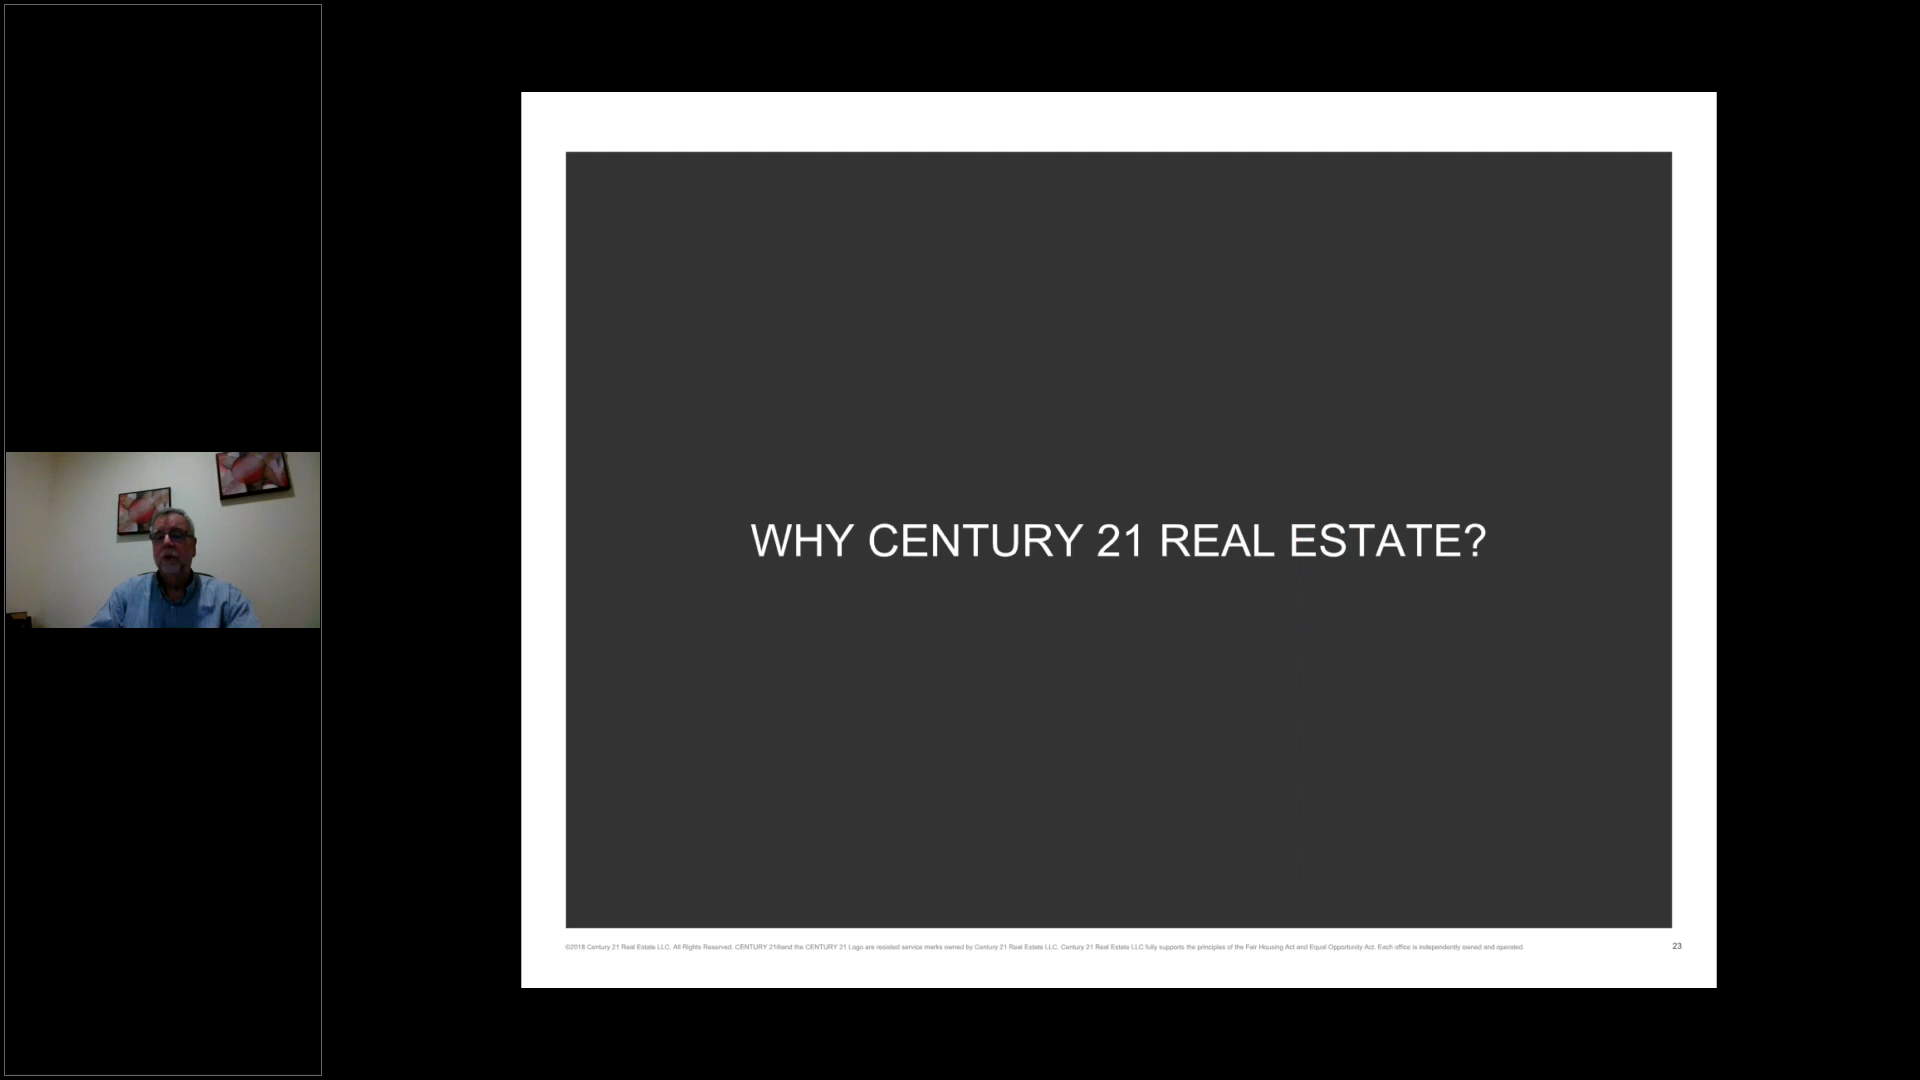 WHY CENTURY 21 REAL ESTATE?
©2018 Century 21 Real Estate LLC. All Rights Reserved. CENTURY 21®and the CENTURY 21 Logo are resisted service marks owned by Century 21 Real Estate LLC. Century 21 Real Estate LLC fully supports the principles of the Fair Housing Act and Equal Opportunity Act. Each office is independently owned and operated.
23